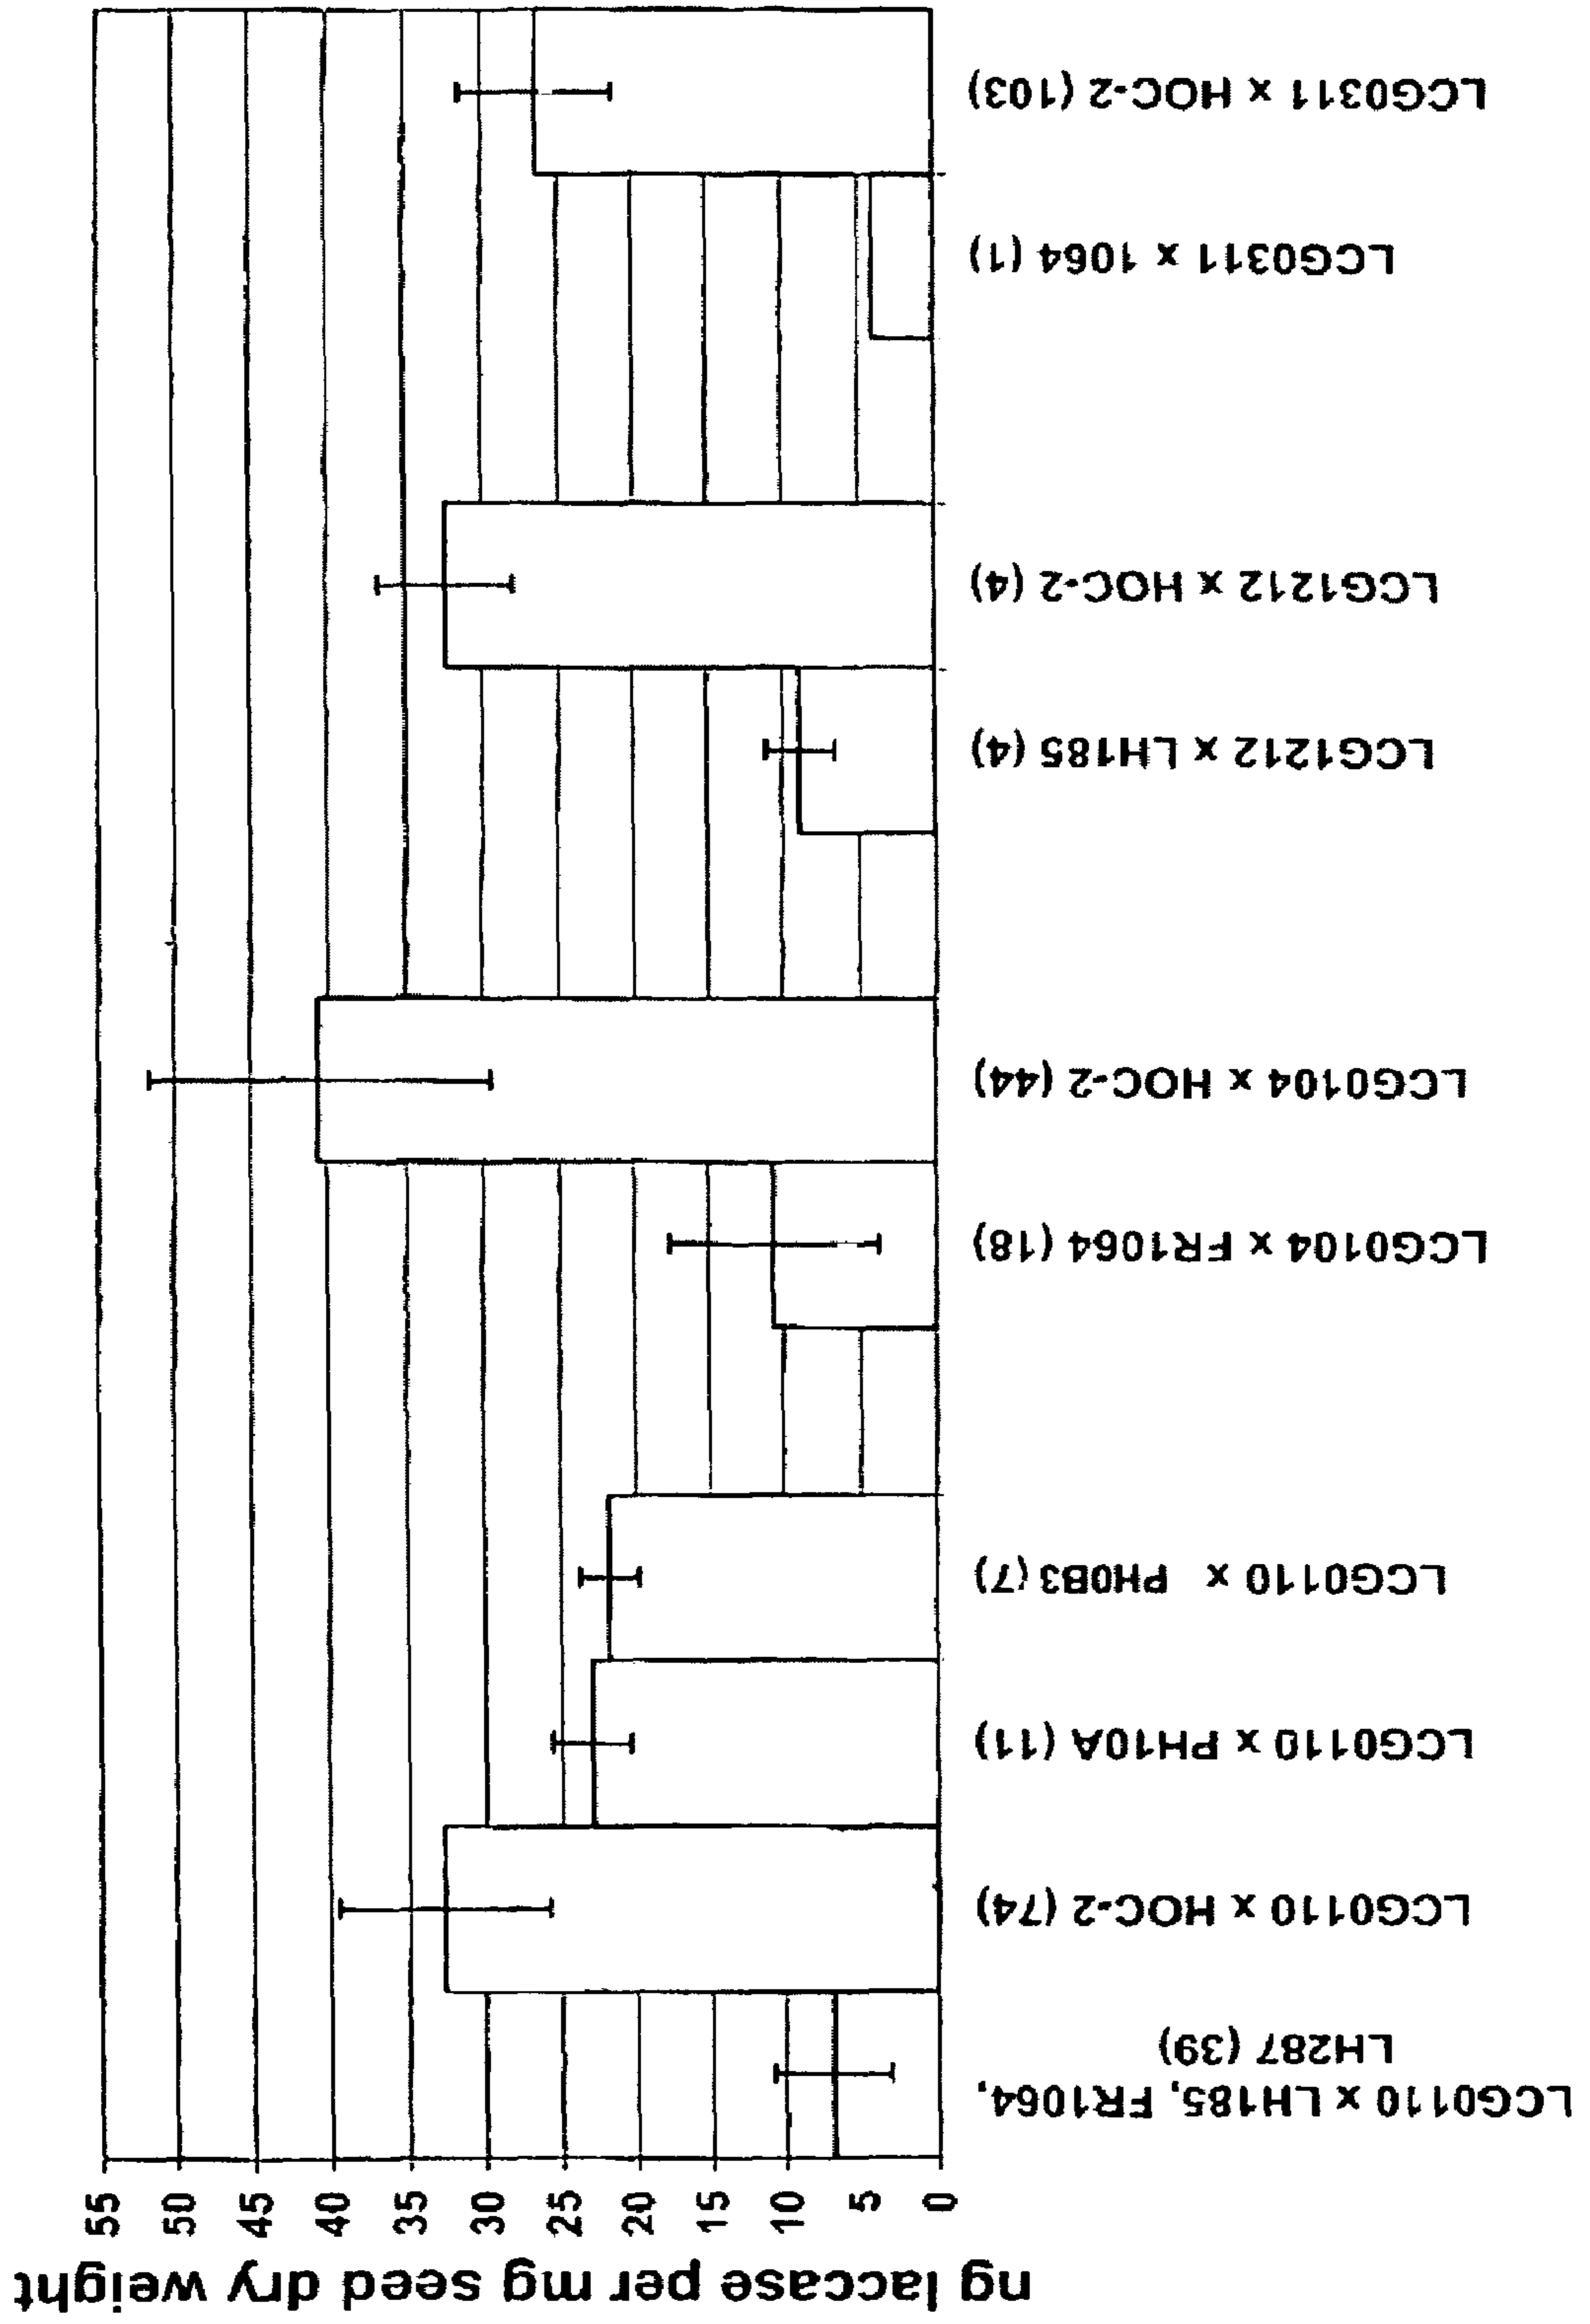 ng laccase per mg seed dry weight
55
50
45
40
35
30
25
20
15
10
5
0
LCG0110 x LH185, FR1064,
LH287 (39)
LCG0110 x HOC-2 (74)
LCG0110 x PH10A (11)
LCG0110 x PH0B3 (7)
LCG0104 x FR1064 (18)
LCG0104 x HOC-2 (44)
LCG1212 x LH185 (4)
LCG1212 x HOC-2 (4)
LCG0311 x 1064 (1)
LCG0311 x HOC-2 (103)